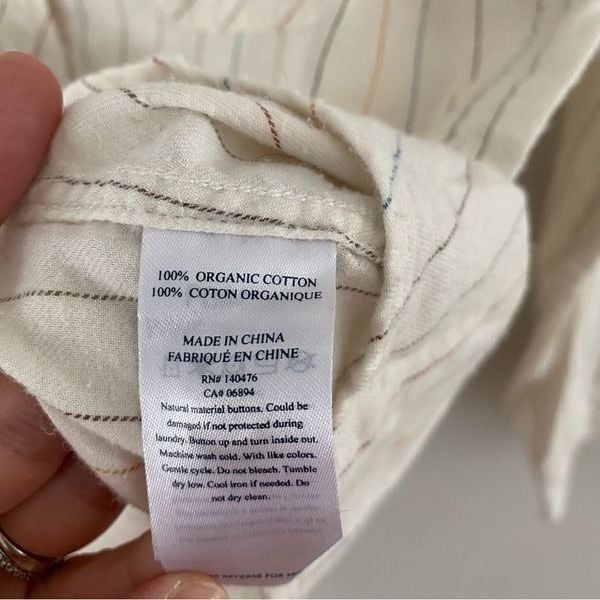 100% ORGANIC COTTON
100% COTON ORGANIQUE
MADE IN CHINA
FABRIQUÉ EN CHINE
RN# 140476
CA# 06894
Natural material buttons. Could be
damaged if not protected during
laundry. Button up and turn inside out.
Machine wash cold. With like colors.
Gentle cycle. Do not bleach. Tumble
dry low. Cool iron if needed. Do
not dry clean.
REVERSE FOR